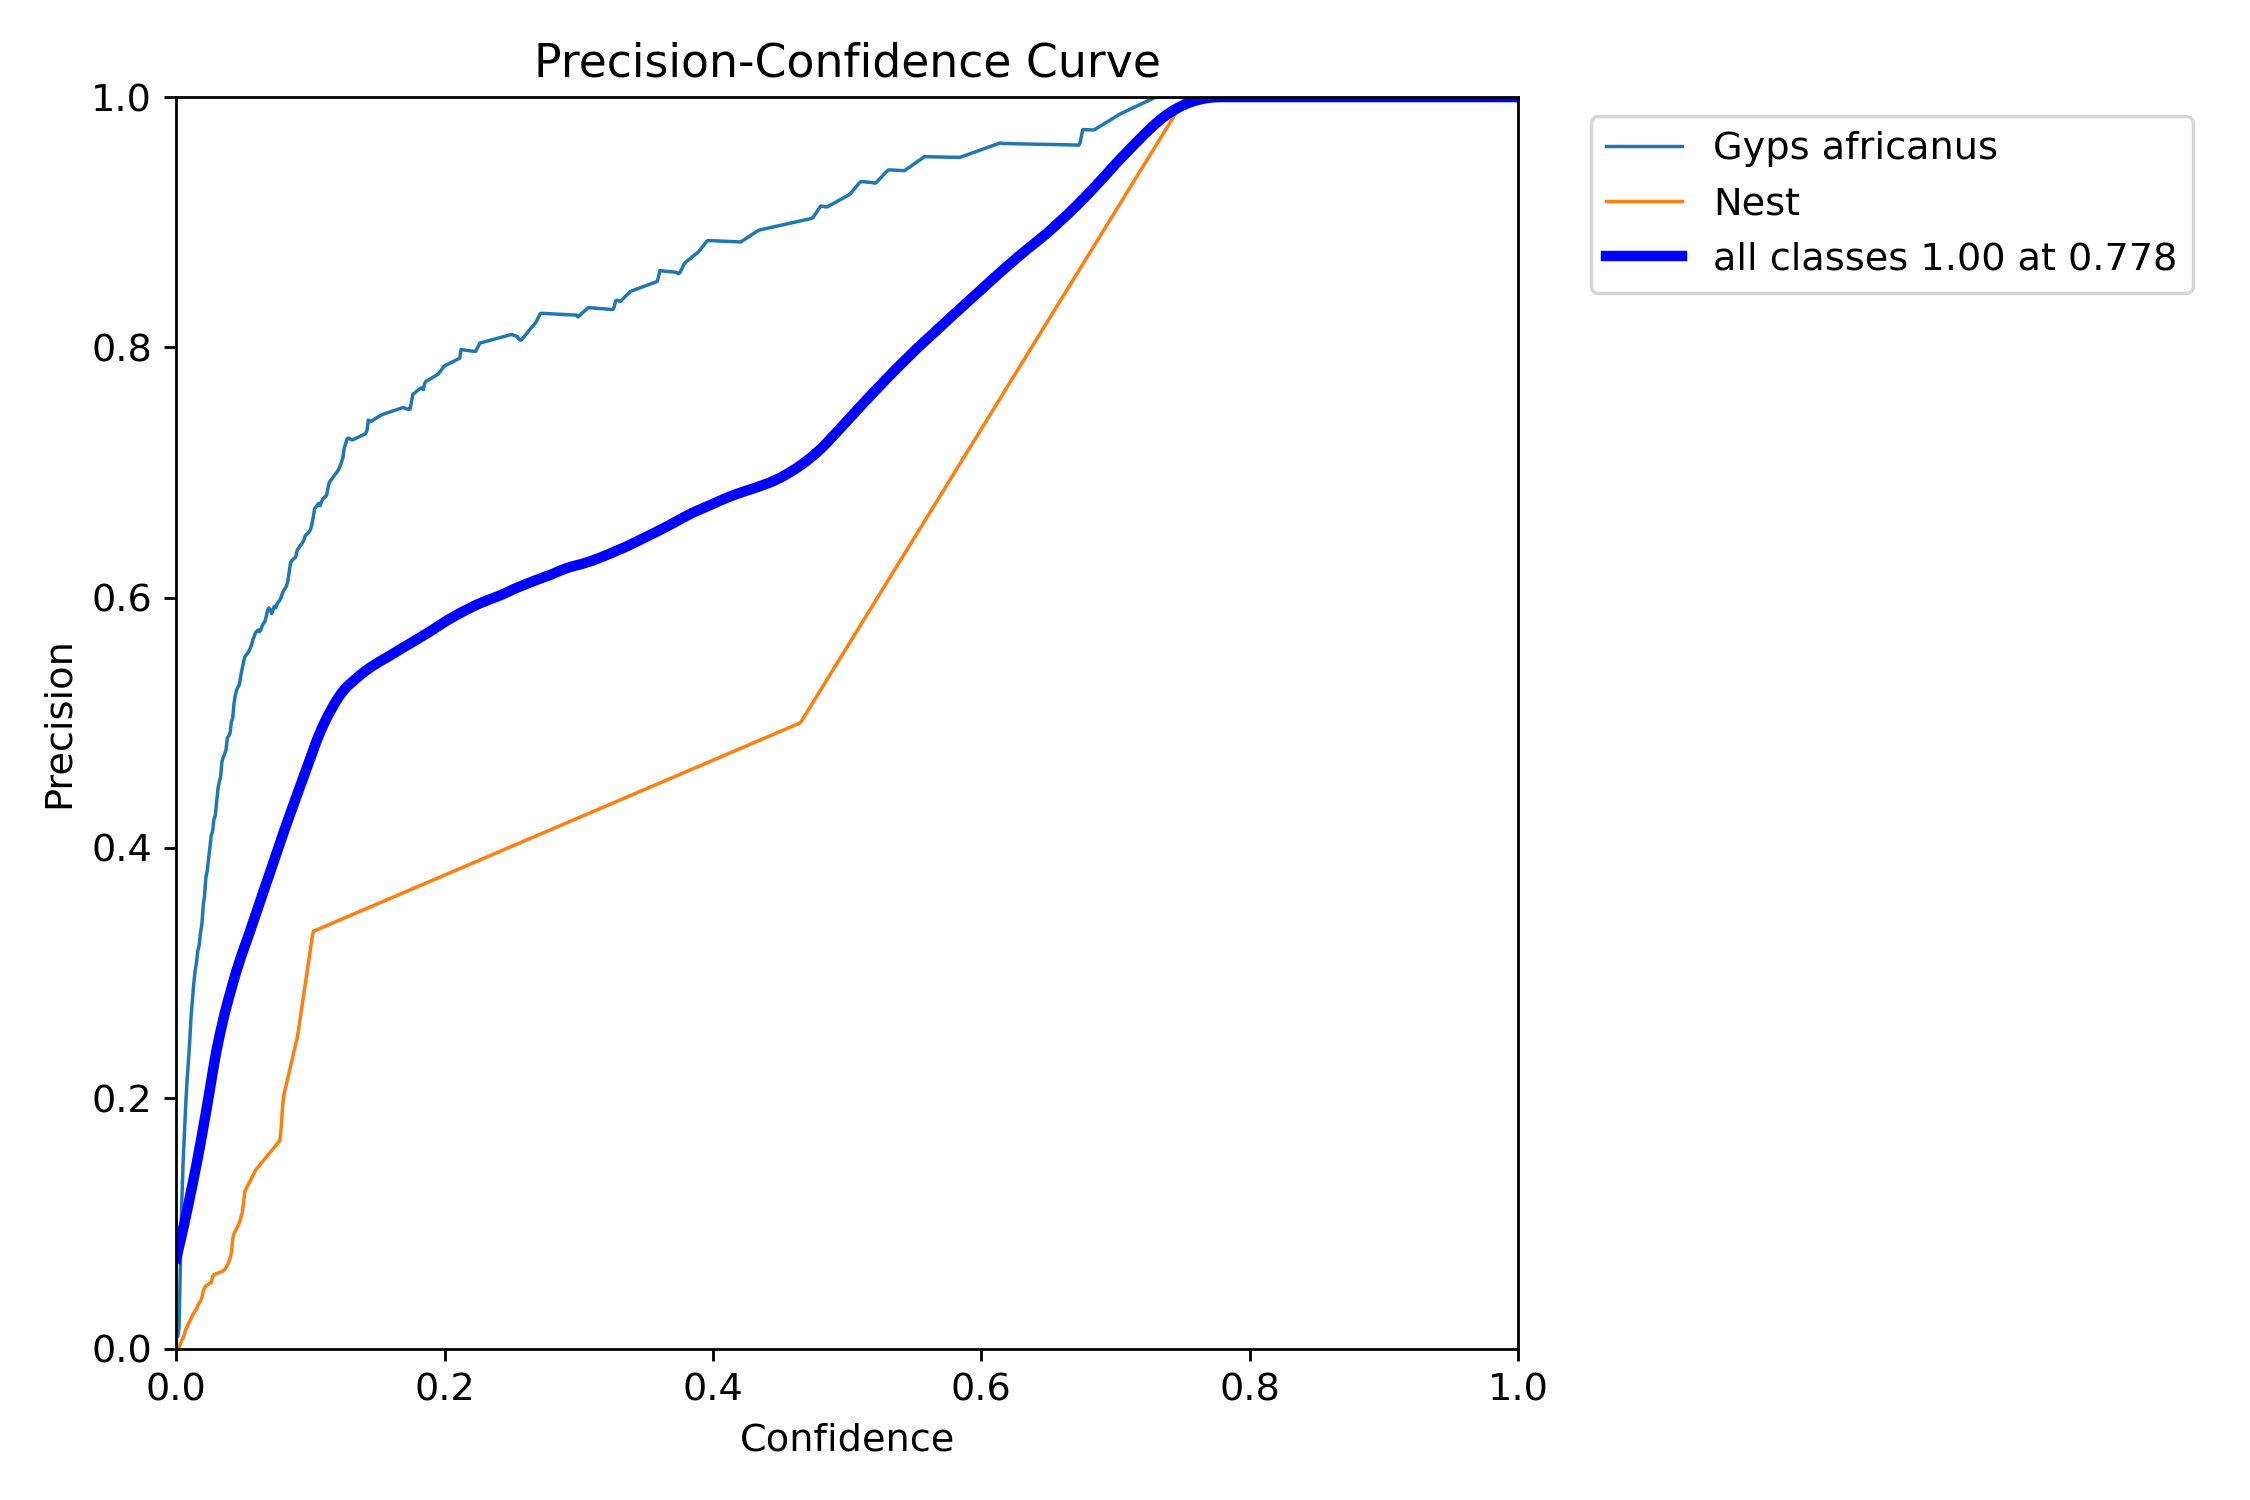 Precision-Confidence Curve
1.0
0.8
0.6
0.4
0.2
0.0
Precision
0.0 0.2 0.4 0.6 0.8 1.0
Confidence
Gyps africanus
Nest
all classes 1.00 at 0.778